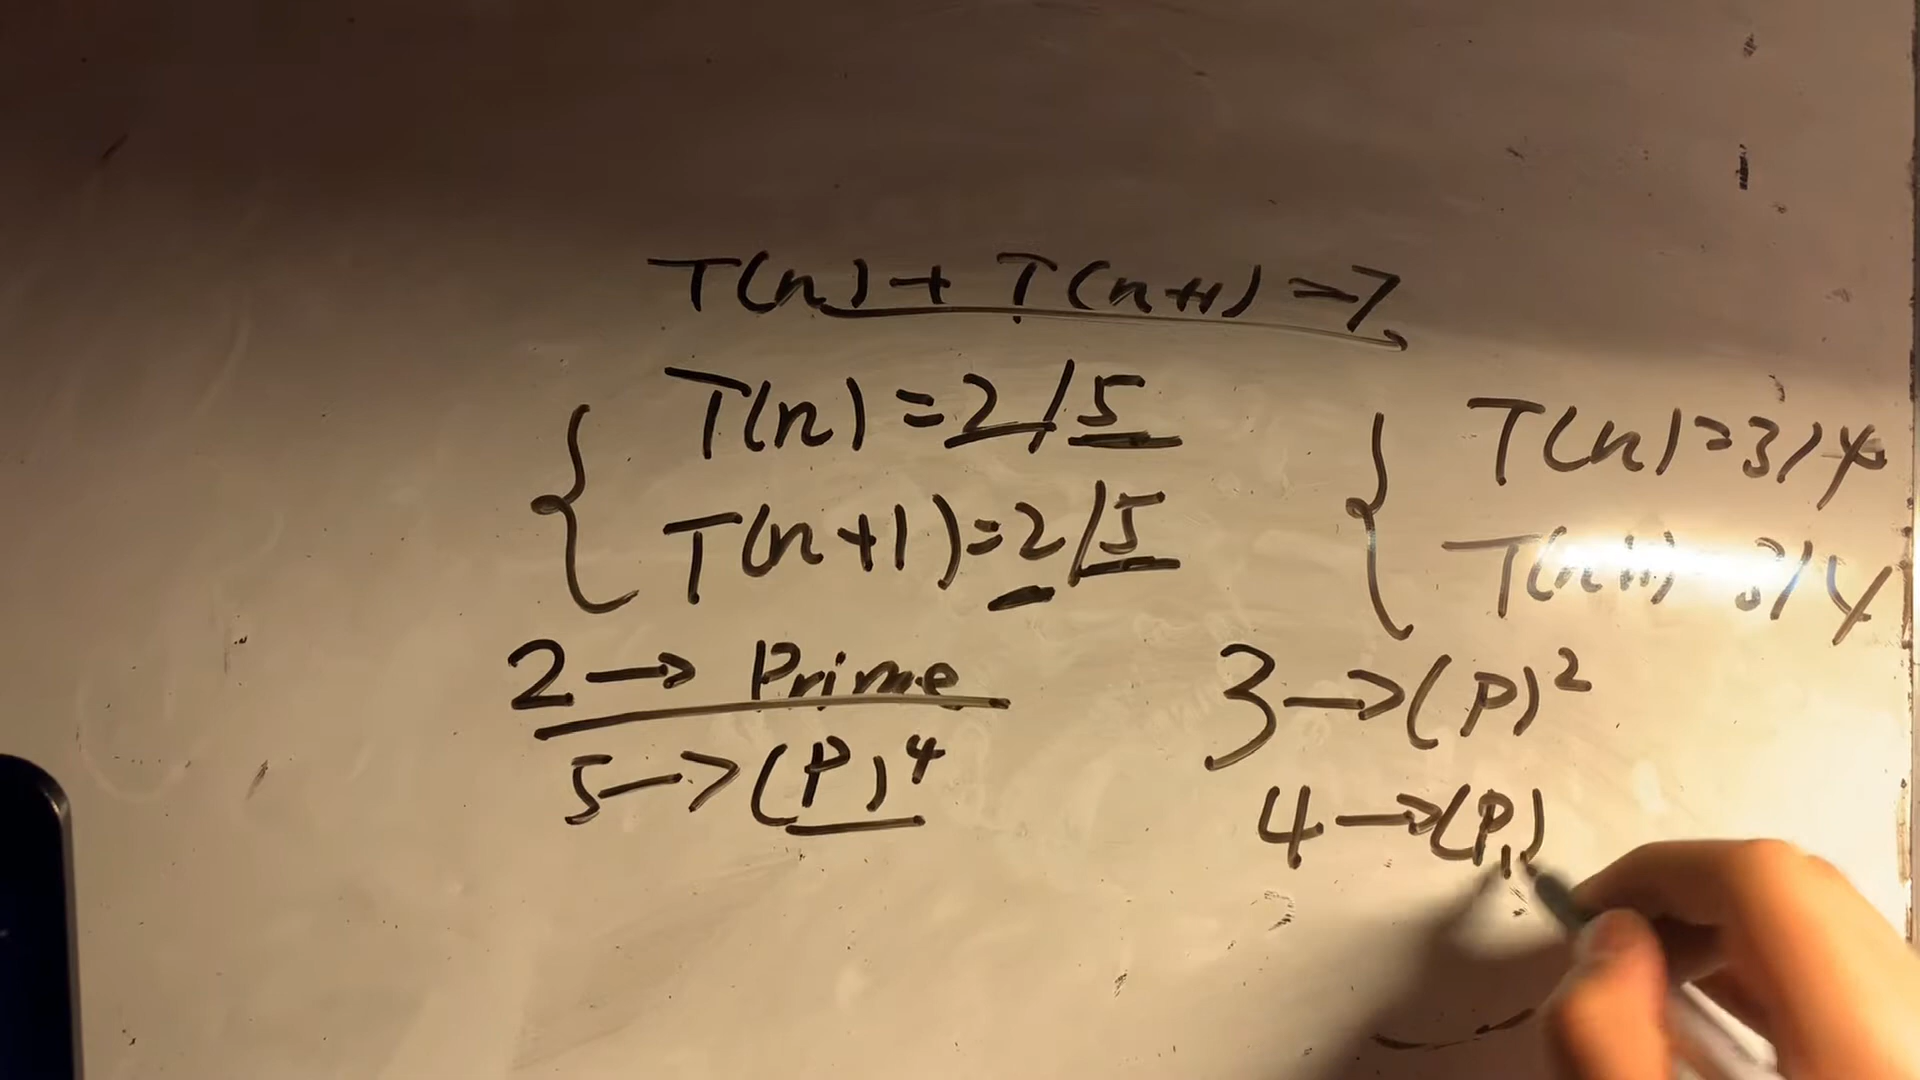 T(n) + T(n+1) = 7
T(n) = 2/5
T(n+1) = 2/5
T(n) = 3/4
T(n+1) = 3/4
2 → Prime
5 → (P)⁴
3 → (P)²
4 → (P₁)